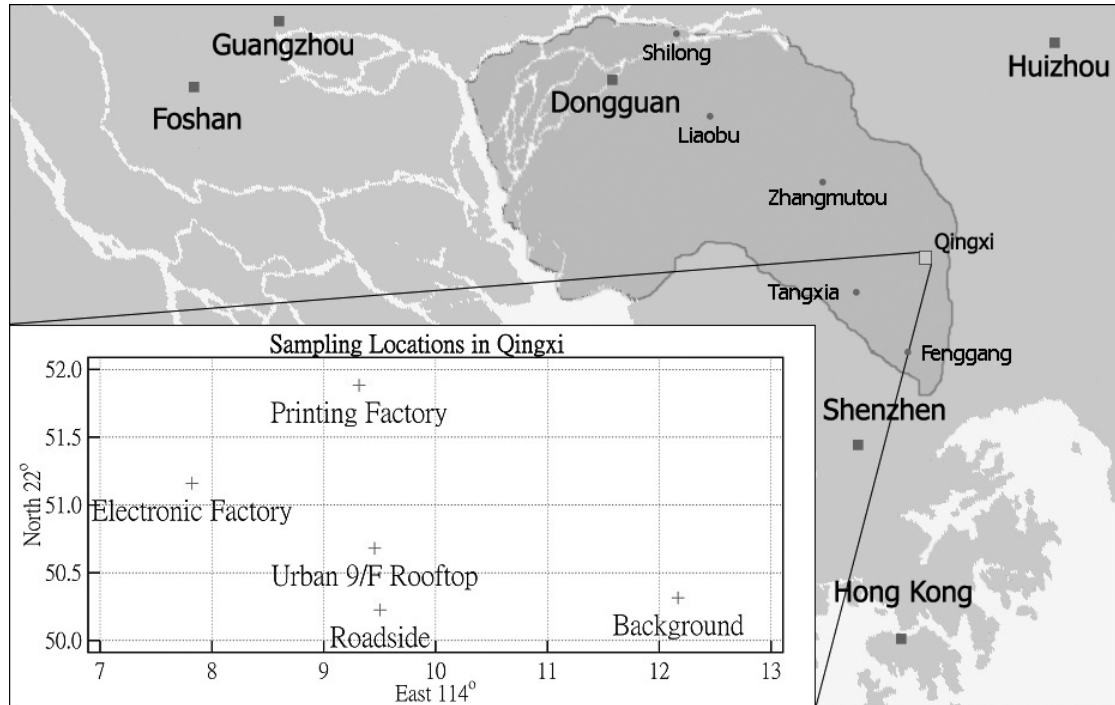 Guangzhou
Foshan
Shilong
Dongguan
Liaobu
Huizhou
Zhangmutou
Qingxi
Tangxia
Fenggang
Shenzhen
Hong Kong
Sampling Locations in Qingxi
52.0
51.5
51.0
50.5
50.0
North 22°
Printing Factory
Electronic Factory
Urban 9/F Rooftop
Roadside
Background
7 8 9 10 11 12 13
East 114°